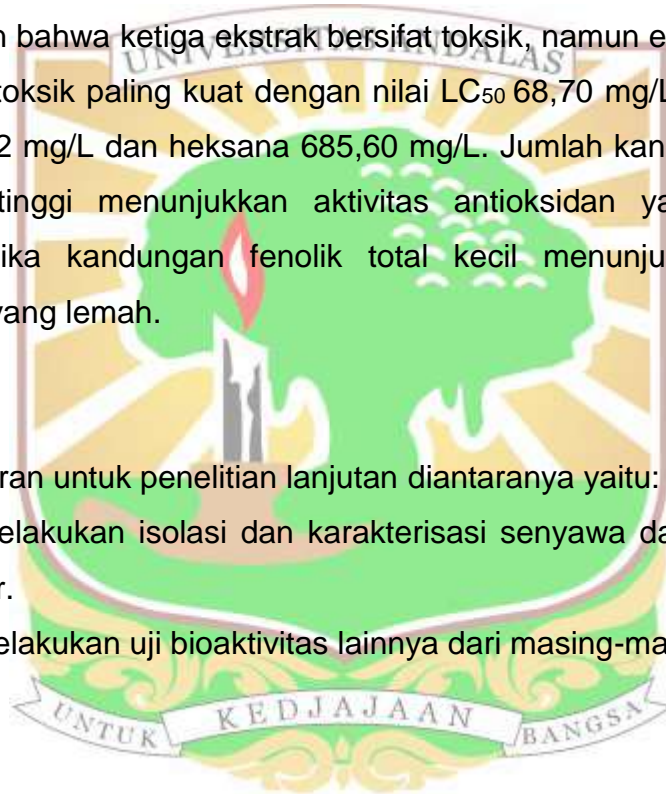 UNIVERSITAS ANDALAS
n bahwa ketiga ekstrak bersifat toksik, namun e
toksik paling kuat dengan nilai LC50 68,70 mg/L
2 mg/L dan heksana 685,60 mg/L. Jumlah kan
tinggi menunjukkan aktivitas antioksidan ya
ika kandungan fenolik total kecil menunju
yang lemah.
ran untuk penelitian lanjutan diantaranya yaitu:
elakukan isolasi dan karakterisasi senyawa da
r.
elakukan uji bioaktivitas lainnya dari masing-ma
UNTUK KEDJAJAAN BANGSA